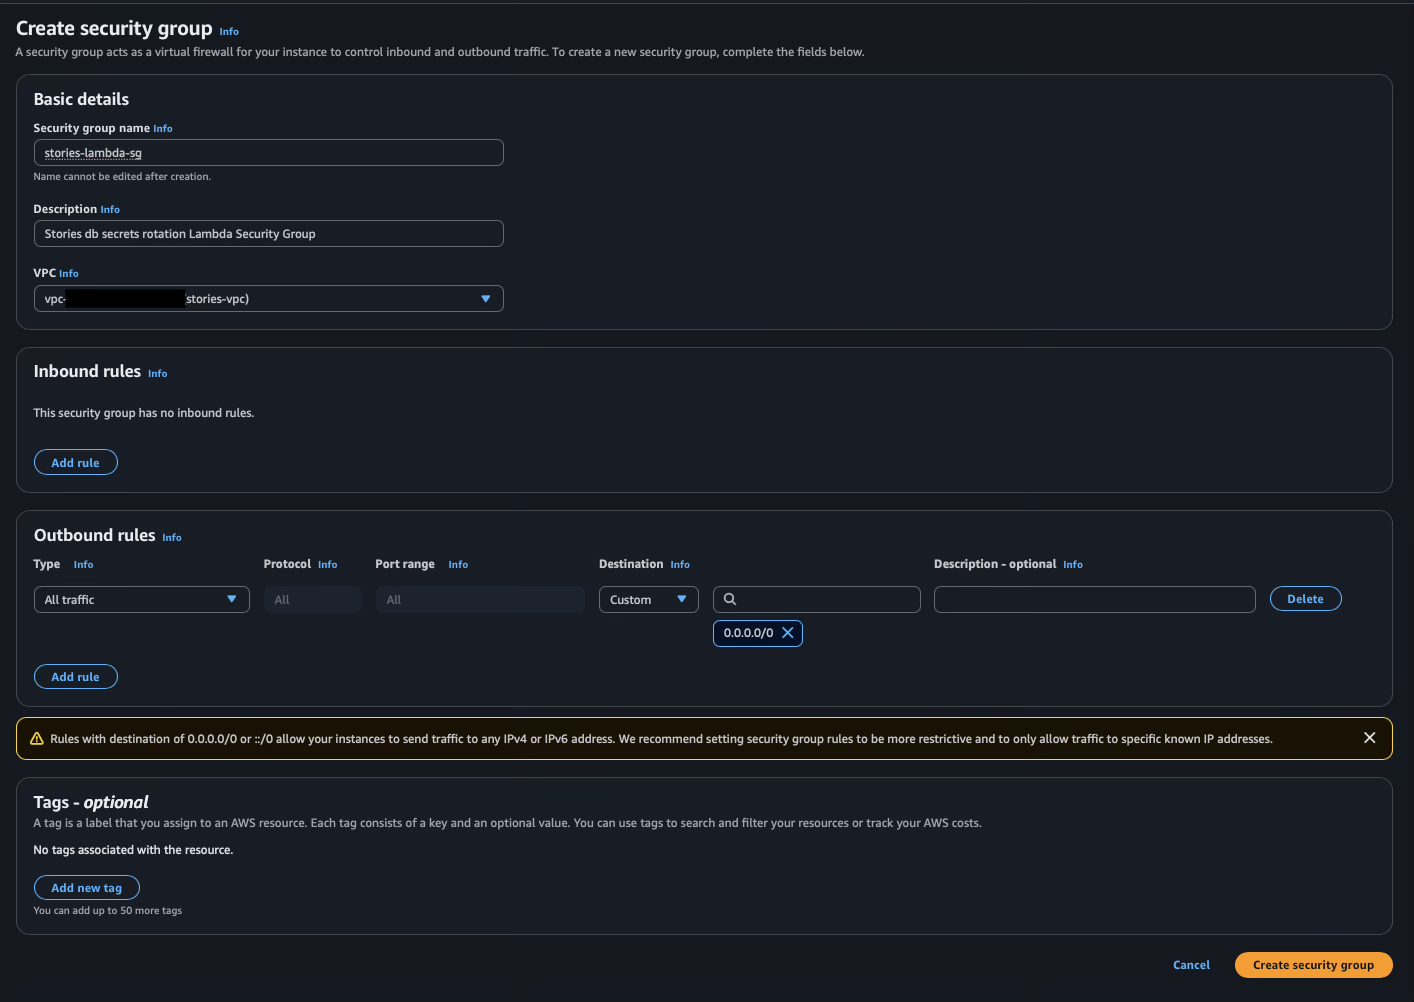 Create security group Info
A security group acts as a virtual firewall for your instance to control inbound and outbound traffic. To create a new security group, complete the fields below.
Basic details
Security group name Info
stories-lambda-sg
Name cannot be edited after creation.
Description Info
Stories db secrets rotation Lambda Security Group
VPC Info
vpc- stories-vpc)
Inbound rules Info
This security group has no inbound rules.
Add rule
Outbound rules Info
Type Info Protocol Info Port range Info Destination Info Description - optional Info
All traffic All All Custom Delete
0.0.0.0/0
Add rule
Rules with destination of 0.0.0.0/0 or ::/0 allow your instances to send traffic to any IPv4 or IPv6 address. We recommend setting security group rules to be more restrictive and to only allow traffic to specific known IP addresses.
Tags - optional
A tag is a label that you assign to an AWS resource. Each tag consists of a key and an optional value. You can use tags to search and filter your resources or track your AWS costs.
No tags associated with the resource.
Add new tag
You can add up to 50 more tags
Cancel Create security group